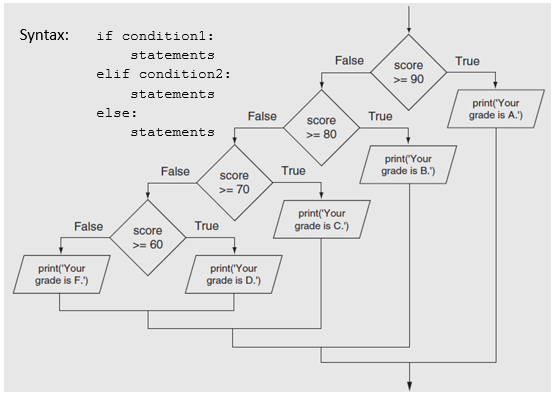 Syntax:
if condition1:
statements
elif condition2:
statements
else:
statements
False
score
>= 90
True
print('Your
grade is A.')
False
score
>= 80
True
print('Your
grade is B.')
False
score
>= 70
True
print('Your
grade is C.')
False
score
>= 60
True
print('Your
grade is F.')
print('Your
grade is D.')